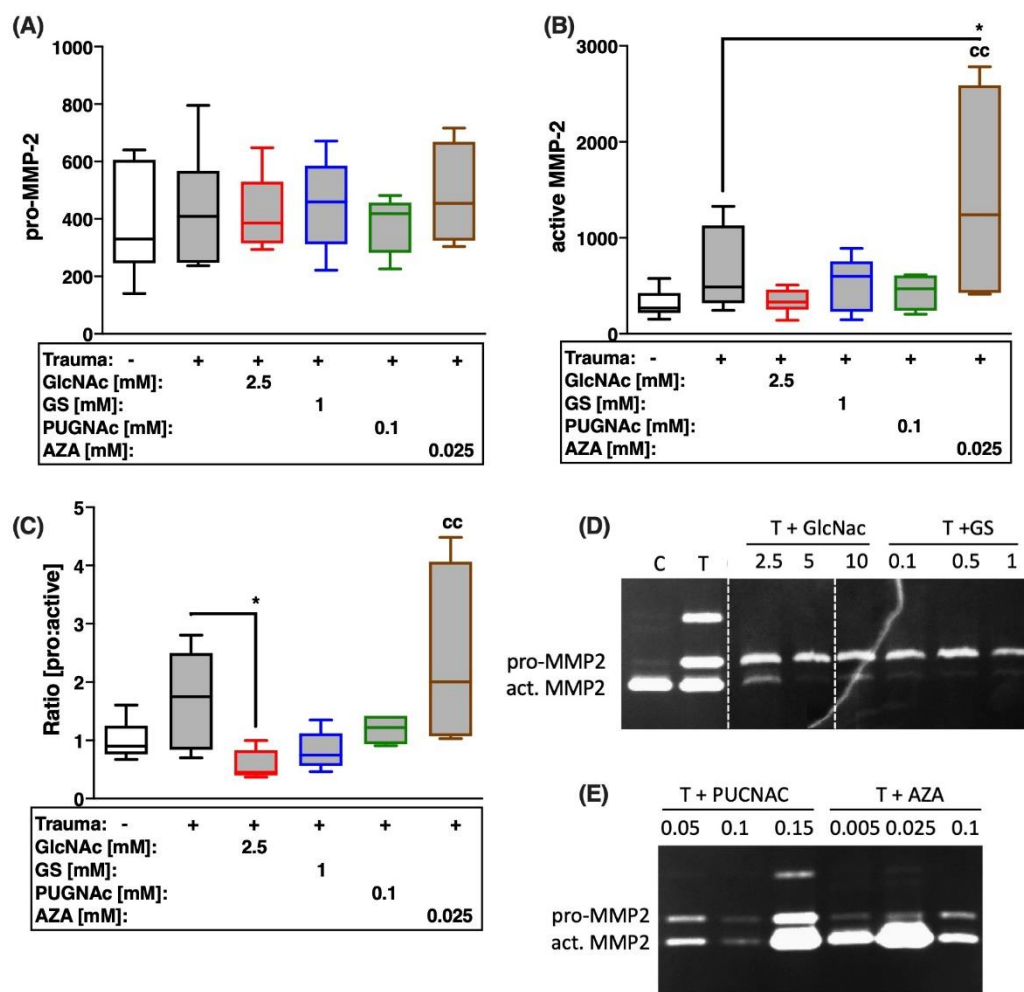 (A)
1000
800
600
400
200
0
pro-MMP-2
Trauma: - + + + + +
GlcNAc [mM]: 2.5
GS [mM]: 1
PUGNAc [mM]: 0.1
AZA [mM]: 0.025
(B)
3000
2000
1000
0
active MMP-2
*
cc
Trauma: - + + + + +
GlcNAc [mM]: 2.5
GS [mM]: 1
PUGNAc [mM]: 0.1
AZA [mM]: 0.025
(C)
5
4
3
2
1
0
Ratio [pro:active]
*
cc
Trauma: - + + + + +
GlcNAc [mM]: 2.5
GS [mM]: 1
PUGNAc [mM]: 0.1
AZA [mM]: 0.025
(D)
T + GlcNac T +GS
C T 2.5 5 10 0.1 0.5 1
pro-MMP2
act. MMP2
(E)
T + PUCNAC T + AZA
0.05 0.1 0.15 0.005 0.025 0.1
pro-MMP2
act. MMP2